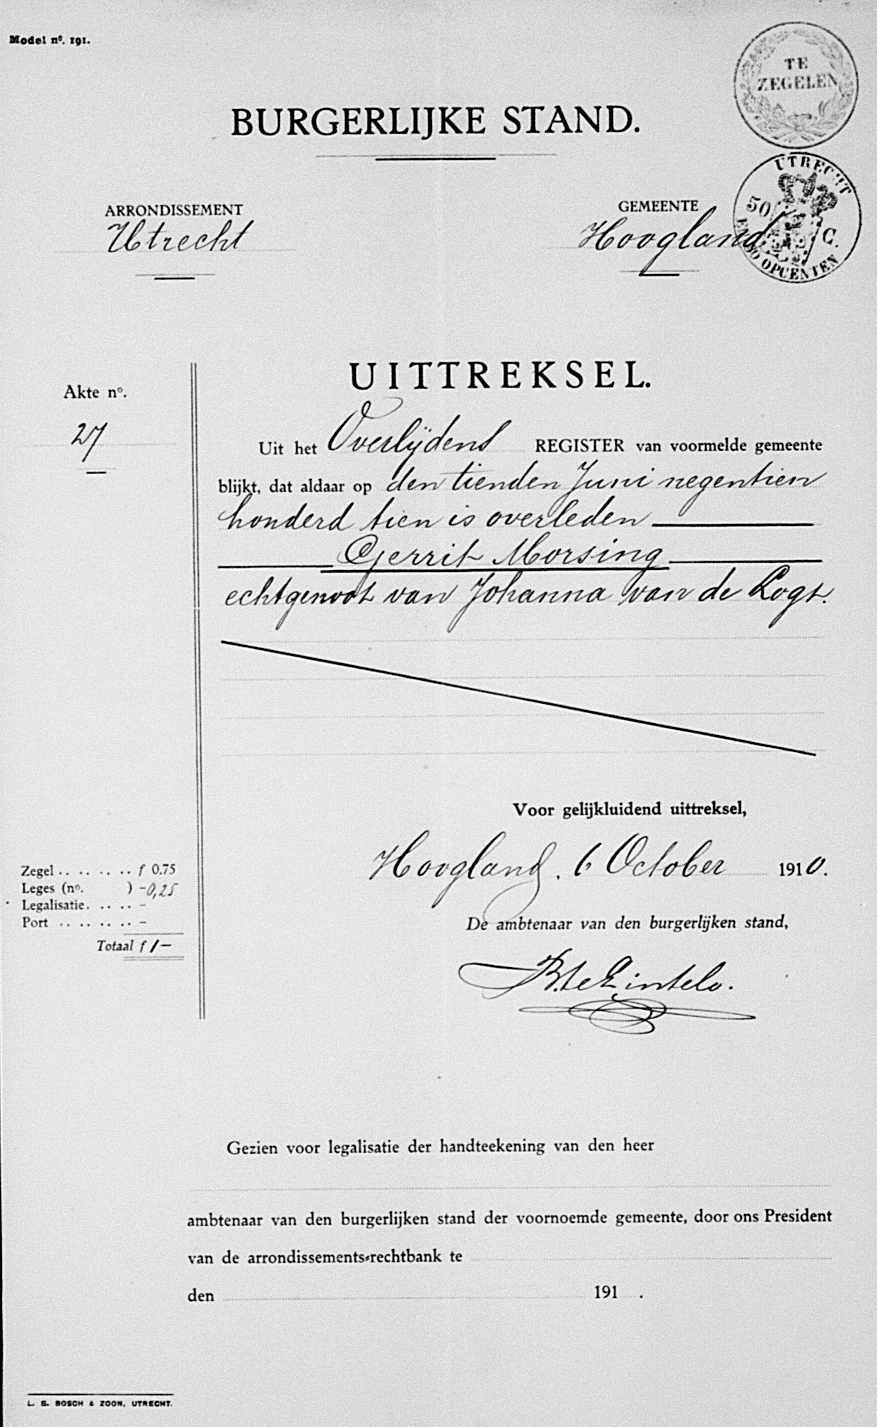 Model nº. 191.
TE
ZEGELEN
BURGERLIJKE STAND.
UTRECHT
50 C.
OPCENTEN
ARRONDISSEMENT
Utrecht
GEMEENTE
Hoogland
UITTREKSEL.
Akte nº.
27
Uit het Overlijdens REGISTER van voormelde gemeente
blijkt, dat aldaar op den tienden Juni negentien
honderd tien is overleden
Gerrit Morsing
echtgenoot van Johanna van de Logt.
Voor gelijkluidend uittreksel,
Hoogland, 6 October 1910.
De ambtenaar van den burgerlijken stand,
Zegel . . . . . . . . f 0.75
Leges (nº. ) - 0,25
Legalisatie. . . . . -
Port . . . . . . . . -
Totaal f 1 —
Gezien voor legalisatie der handteekening van den heer
ambtenaar van den burgerlijken stand der voornoemde gemeente, door ons President
van de arrondissements-rechtbank te
den 191 .
L. E. BOSCH & ZOON, UTRECHT.